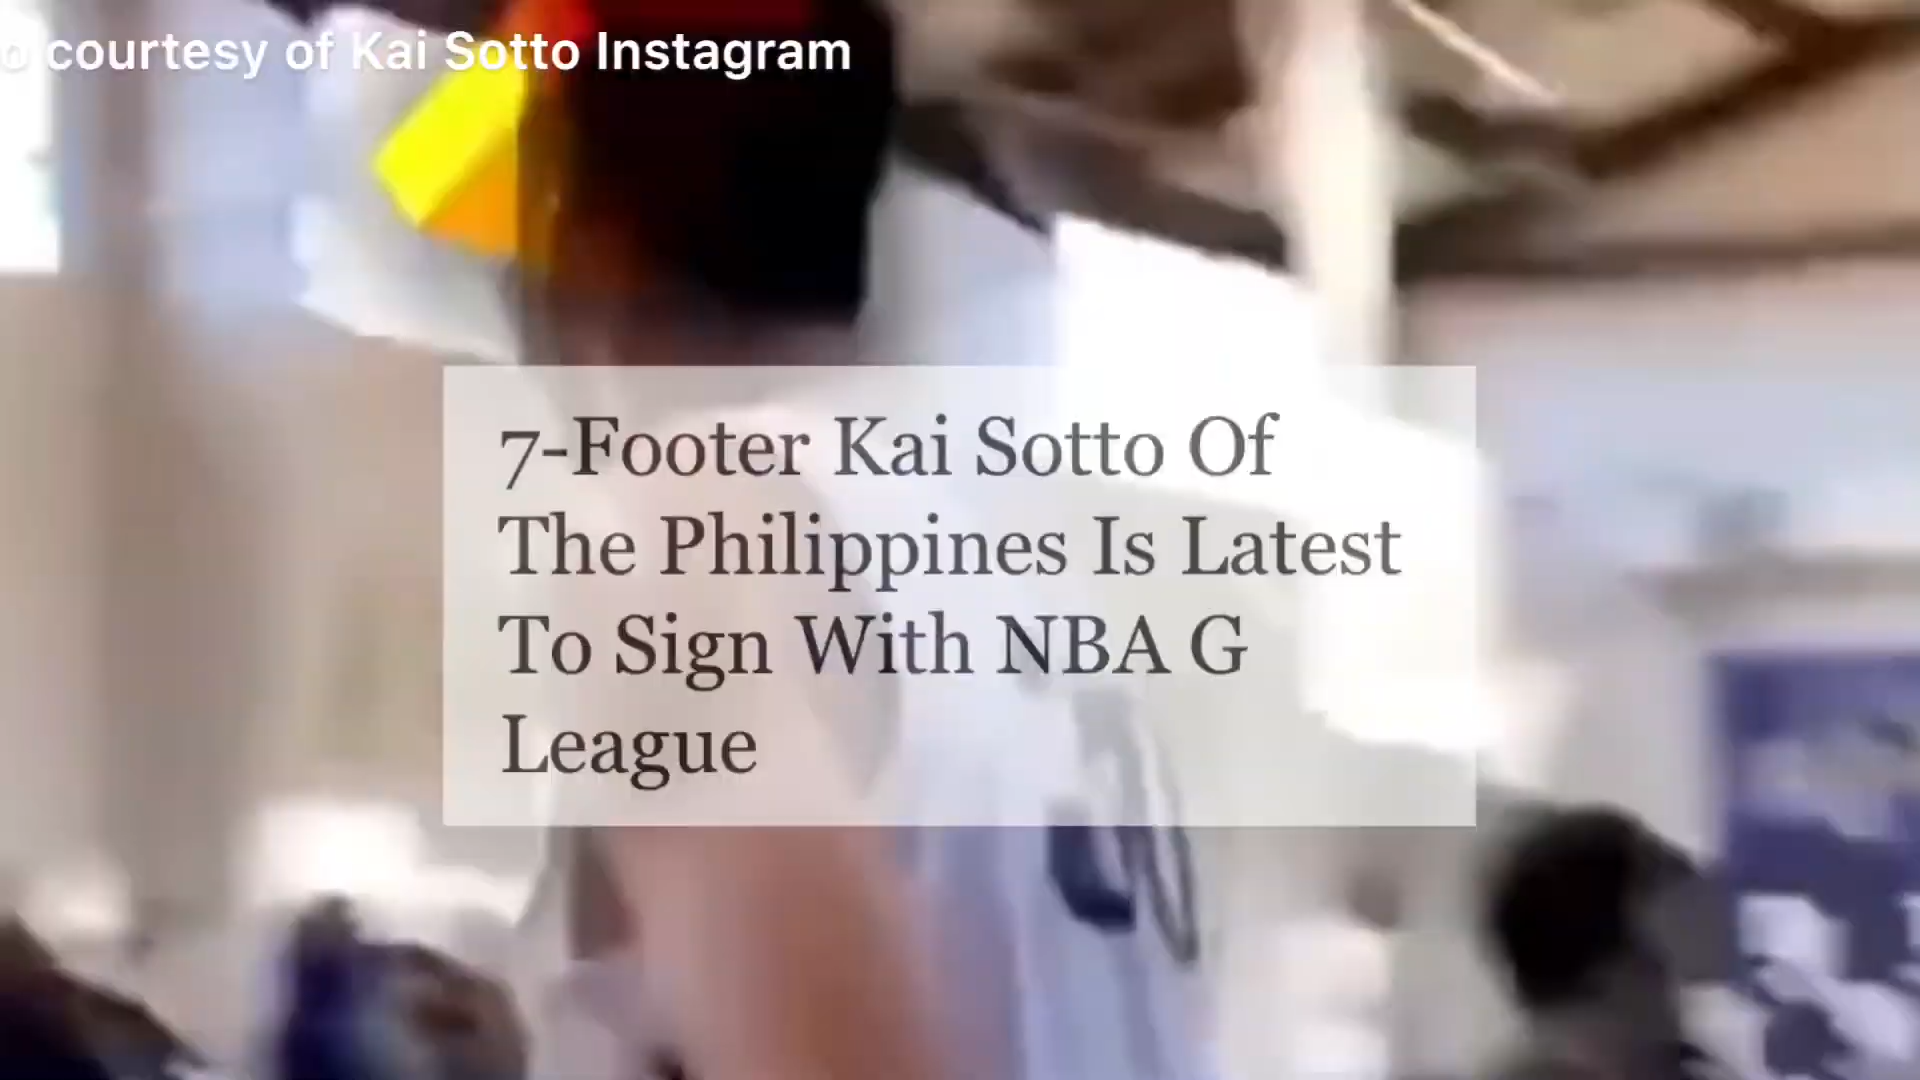 o courtesy of Kai Sotto Instagram
7-Footer Kai Sotto Of
The Philippines Is Latest
To Sign With NBA G
League